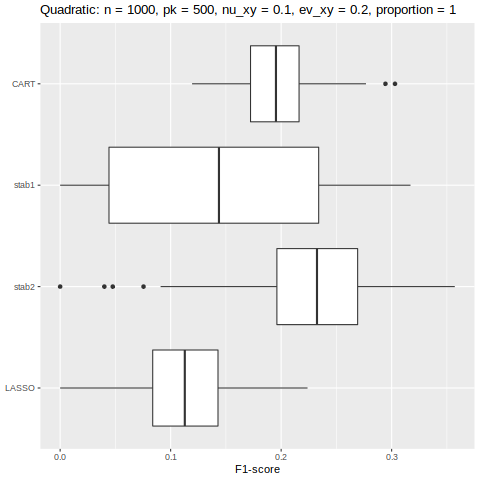 Quadratic: n = 1000, pk = 500, nu_xy = 0.1, ev_xy = 0.2, proportion = 1
CART
stab1
stab2
LASSO
0.0 0.1 0.2 0.3
F1-score